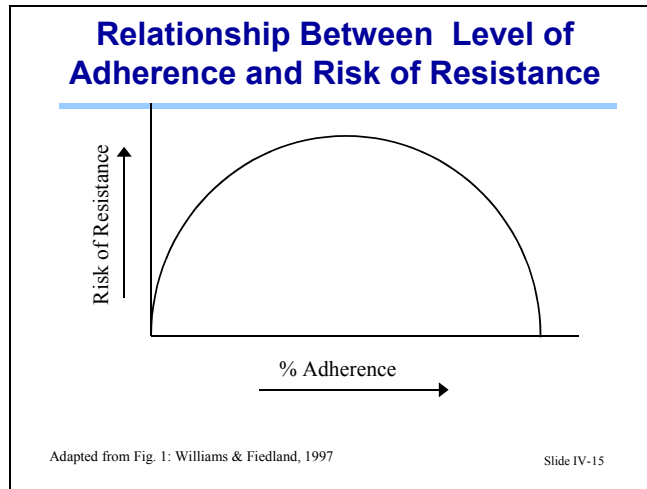 Relationship Between Level of
Adherence and Risk of Resistance
Risk of Resistance
% Adherence
Adapted from Fig. 1: Williams & Fiedland, 1997
Slide IV-15